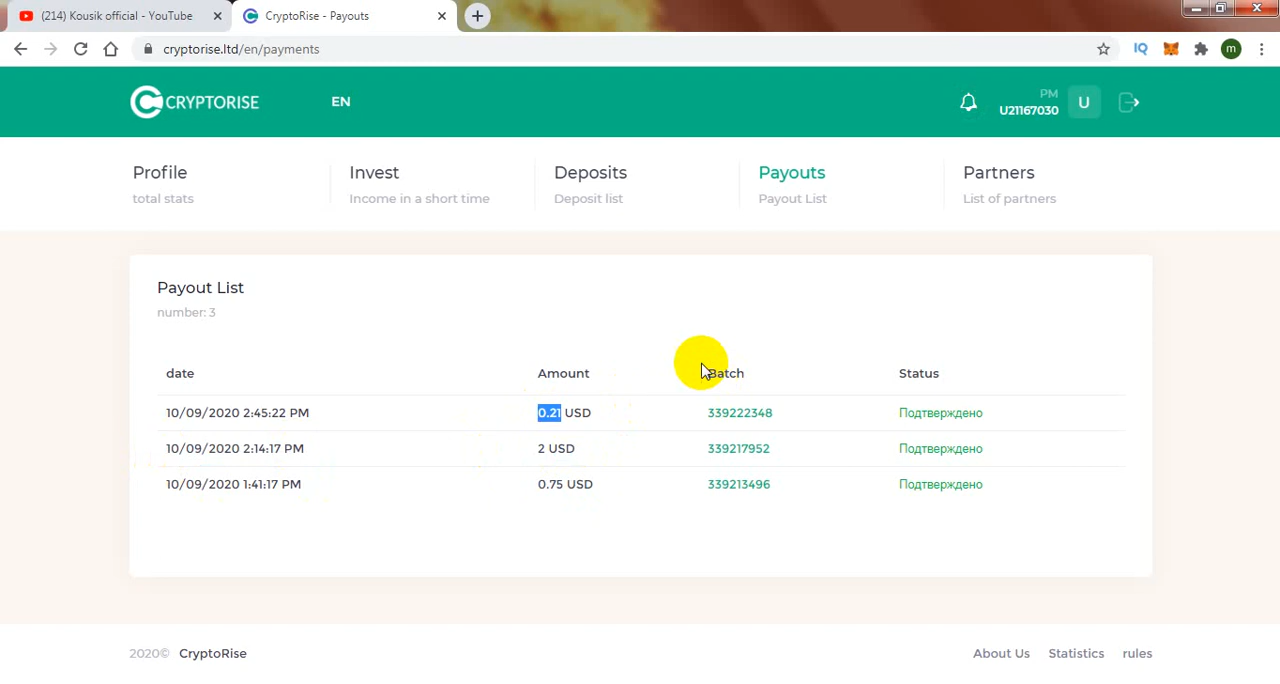 (214) Kousik official - YouTube
CryptoRise - Payouts
cryptorise.ltd/en/payments
IQ
m
CRYPTORISE
EN
PM
U21167030
U
Profile
total stats
Invest
Income in a short time
Deposits
Deposit list
Payouts
Payout List
Partners
List of partners
Payout List
number: 3
date Amount Batch Status
10/09/2020 2:45:22 PM 0.21 USD 339222348 Подтверждено
10/09/2020 2:14:17 PM 2 USD 339217952 Подтверждено
10/09/2020 1:41:17 PM 0.75 USD 339213496 Подтверждено
2020© CryptoRise
About Us Statistics rules